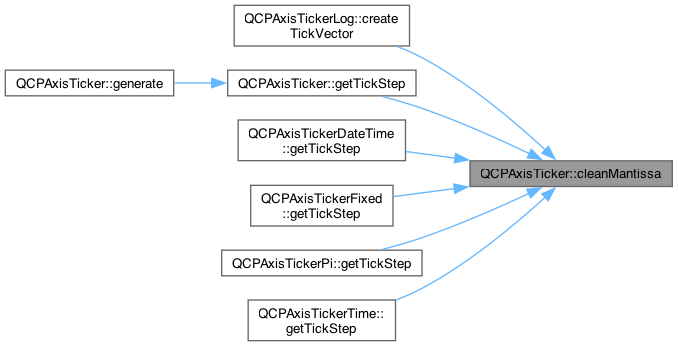 QCPAxisTickerLog::create
TickVector
QCPAxisTicker::generate
QCPAxisTicker::getTickStep
QCPAxisTickerDateTime
::getTickStep
QCPAxisTicker::cleanMantissa
QCPAxisTickerFixed
::getTickStep
QCPAxisTickerPi::getTickStep
QCPAxisTickerTime::
getTickStep